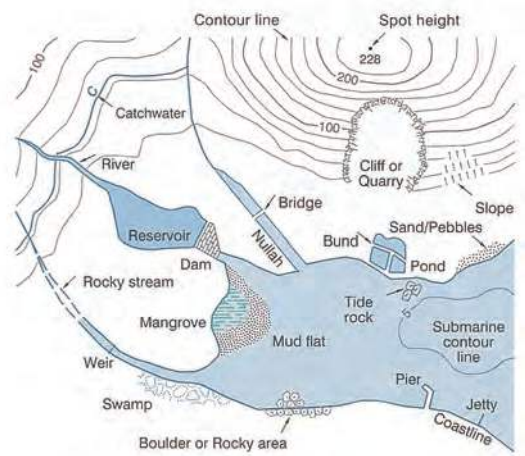 Contour line
Spot height
228
100
200
C
Catchwater
100
River
Cliff or
Quarry
Slope
Bridge
Reservoir
Nullah
Bund
Sand/Pebbles
Dam
Pond
Rocky stream
Tide
rock
5
Mangrove
Mud flat
Submarine
contour
line
Weir
Pier
Swamp
Jetty
Coastline
Boulder or Rocky area